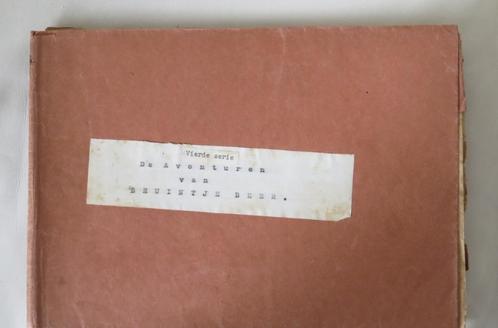 Vierde serie
De Avonturen
van
BRUINTJE BEER.